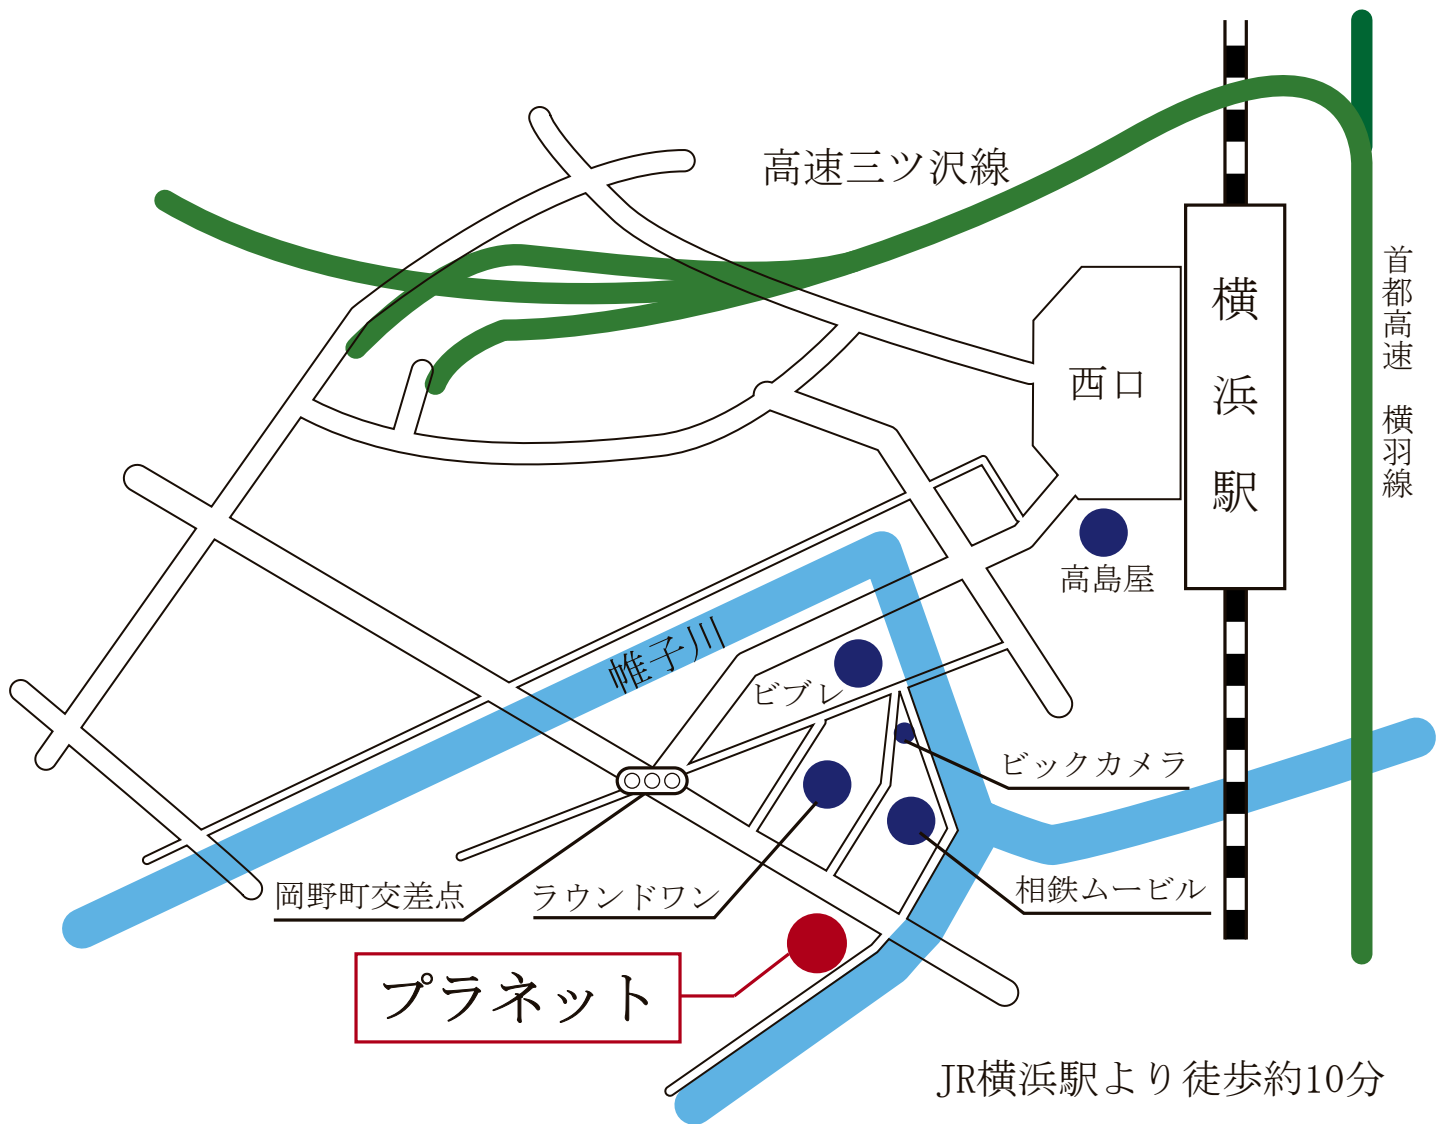 高速三ツ沢線
首都高速　横羽線
横浜駅
西口
高島屋
帷子川
ビブレ
ビックカメラ
岡野町交差点
ラウンドワン
相鉄ムービル
プラネット
JR横浜駅より徒歩約10分